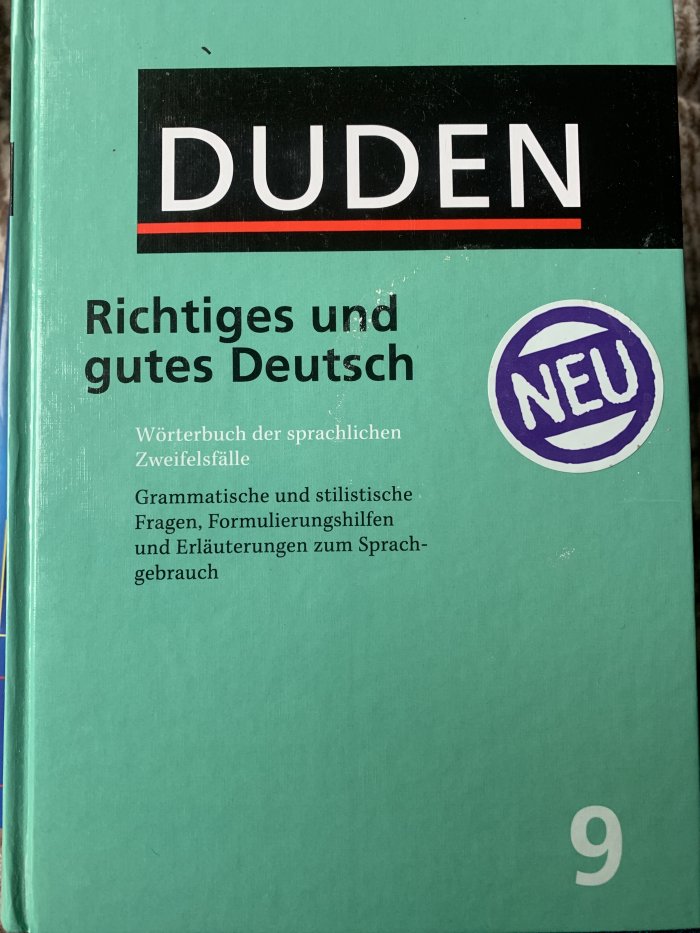 DUDEN
Richtiges und
gutes Deutsch
NEU
Wörterbuch der sprachlichen
Zweifelsfälle
Grammatische und stilistische
Fragen, Formulierungshilfen
und Erläuterungen zum Sprach-
gebrauch
9